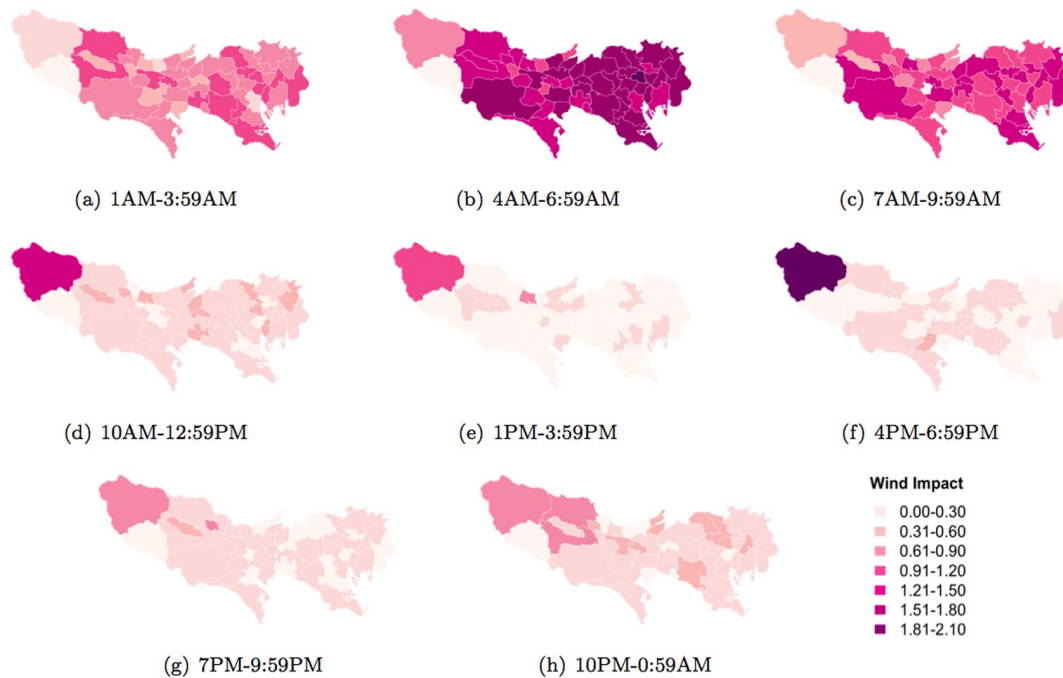 (a) 1AM-3:59AM
(b) 4AM-6:59AM
(c) 7AM-9:59AM
(d) 10AM-12:59PM
(e) 1PM-3:59PM
(f) 4PM-6:59PM
(g) 7PM-9:59PM
(h) 10PM-0:59AM
Wind Impact
0.00-0.30
0.31-0.60
0.61-0.90
0.91-1.20
1.21-1.50
1.51-1.80
1.81-2.10